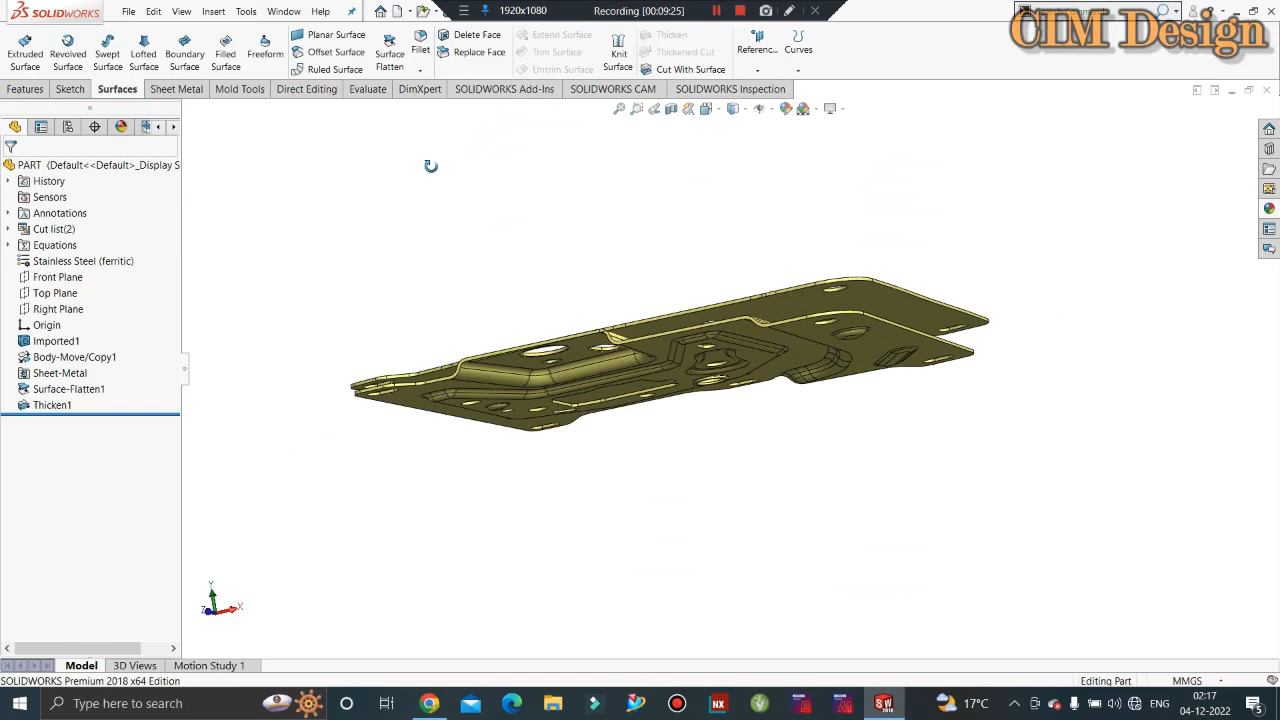 SOLIDWORKS File Edit View Insert Tools Window Help
1920x1080 Recording [00:09:25]
CIM Design
Extruded Surface Revolved Surface Swept Surface Lofted Surface Boundary Surface Filled Surface Freeform
Planar Surface
Offset Surface
Ruled Surface
Surface Flatten
Fillet
Delete Face
Replace Face
Extend Surface
Trim Surface
Untrim Surface
Knit Surface
Thicken
Thickened Cut
Cut With Surface
Referenc...
Curves
Features Sketch Surfaces Sheet Metal Mold Tools Direct Editing Evaluate DimXpert SOLIDWORKS Add-Ins SOLIDWORKS CAM SOLIDWORKS Inspection
PART (Default<<Default>_Display S
History
Sensors
Annotations
Cut list(2)
Equations
Stainless Steel (ferritic)
Front Plane
Top Plane
Right Plane
Origin
Imported1
Body-Move/Copy1
Sheet-Metal
Surface-Flatten1
Thicken1
Y
Z
X
Model 3D Views Motion Study 1
SOLIDWORKS Premium 2018 x64 Edition Editing Part MMGS
Type here to search NX SW 2018 17°C ENG 02:17
04-12-2022 5